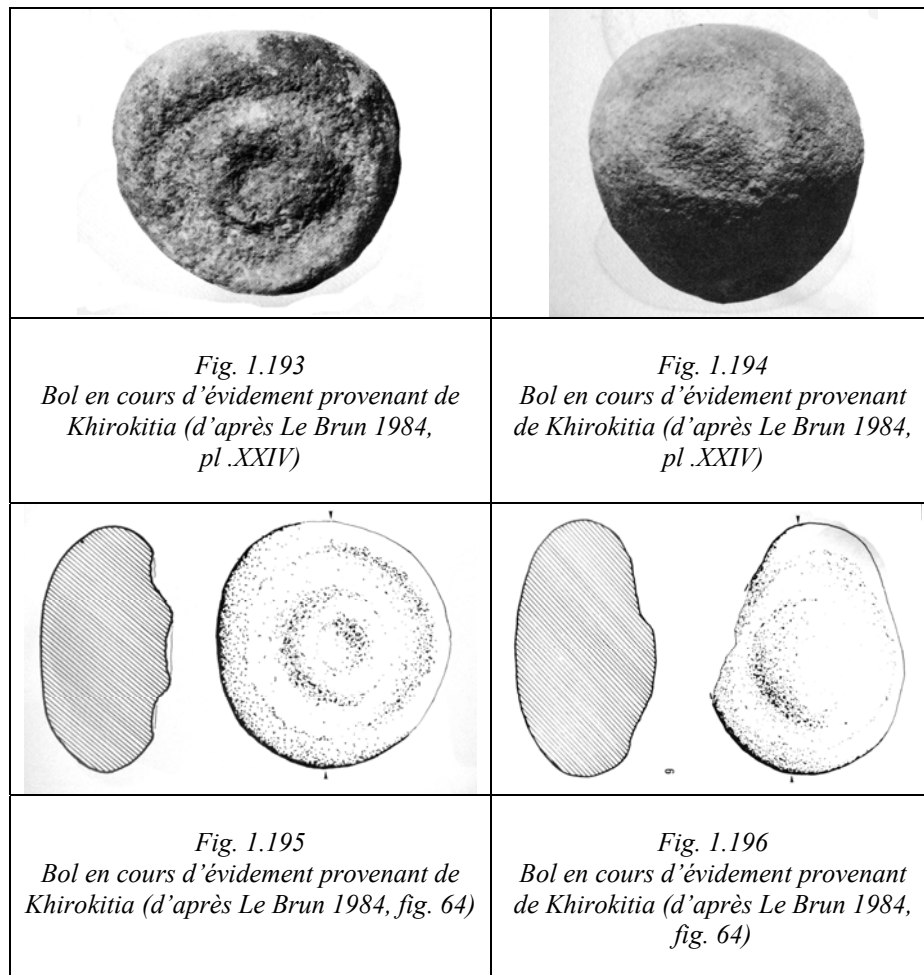 Fig. 1.193
Bol en cours d'évidement provenant de
Khirokitia (d'après Le Brun 1984,
pl .XXIV)
Fig. 1.194
Bol en cours d'évidement provenant
de Khirokitia (d'après Le Brun 1984,
pl .XXIV)
6
Fig. 1.195
Bol en cours d'évidement provenant de
Khirokitia (d'après Le Brun 1984, fig. 64)
Fig. 1.196
Bol en cours d'évidement provenant
de Khirokitia (d'après Le Brun 1984,
fig. 64)